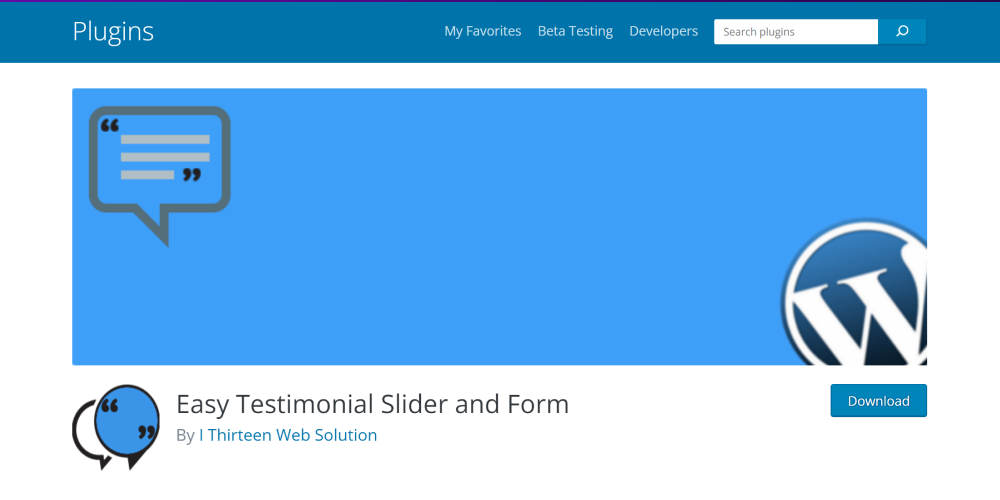 Plugins
My Favorites Beta Testing Developers Search plugins
Easy Testimonial Slider and Form
Download
By I Thirteen Web Solution